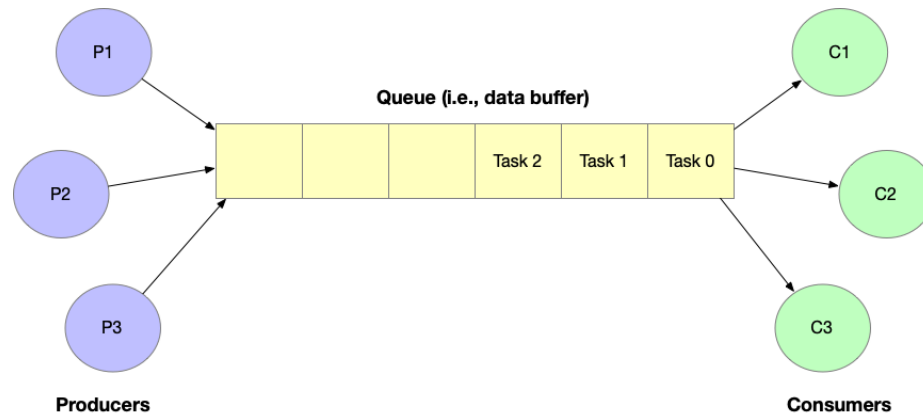 P1
C1
Queue (i.e., data buffer)
Task 2
Task 1
Task 0
P2
C2
P3
C3
Producers
Consumers